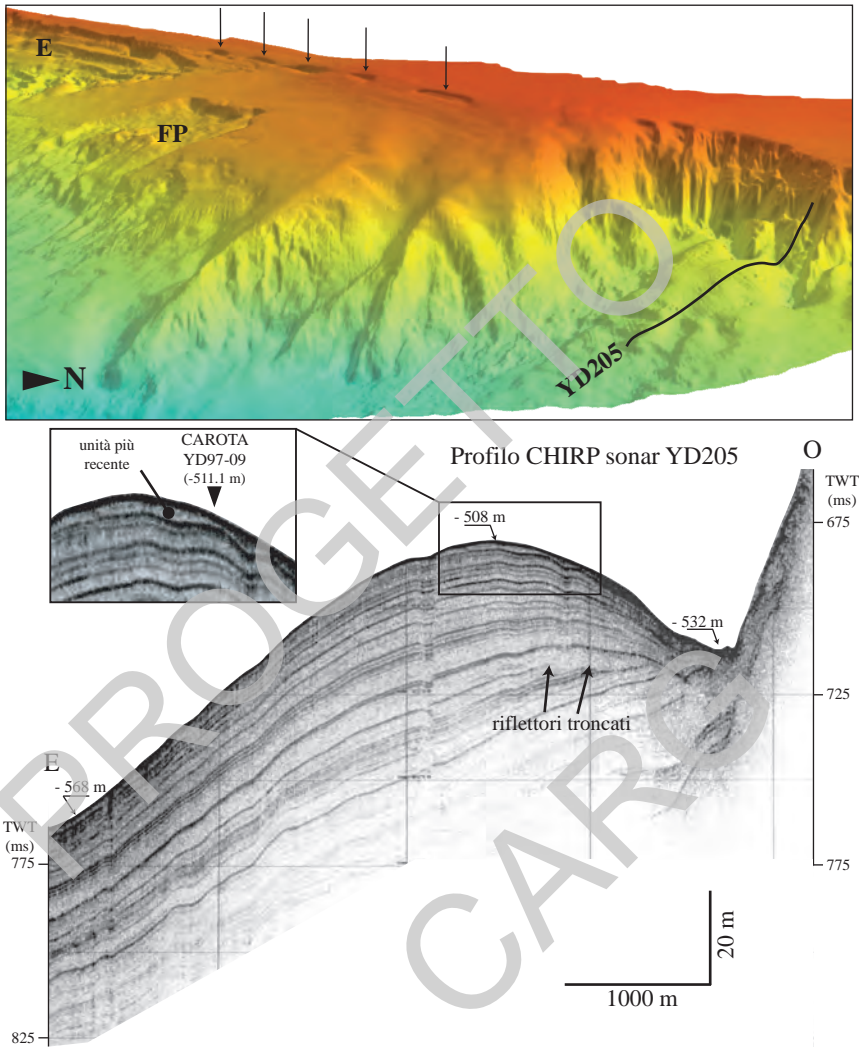 E
FP
N
YD205
unità più
recente
CAROTA
YD97-09
(-511.1 m)
Profilo CHIRP sonar YD205
O
TWT
(ms)
675
- 508 m
- 532 m
725
riflettori troncati
E
- 568 m
TWT
(ms)
775
775
20 m
1000 m
825
PROGETTO
CARG